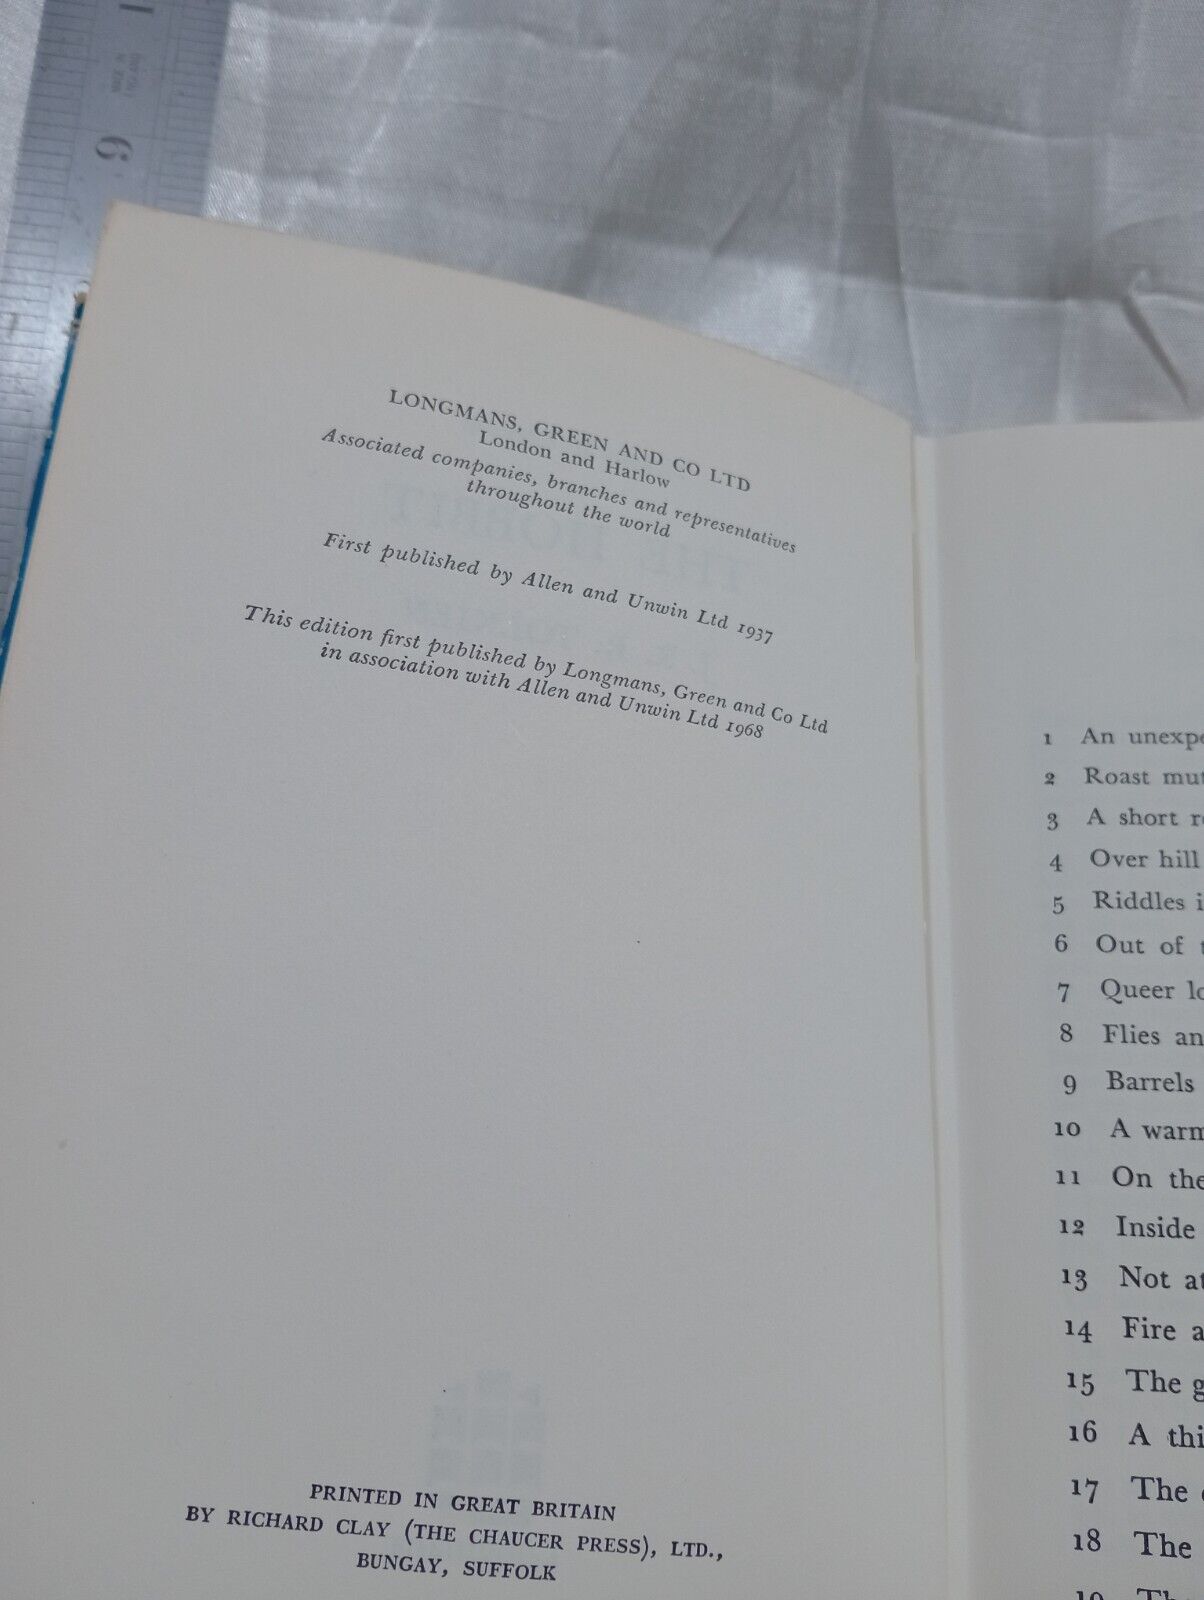 6
LONGMANS, GREEN AND CO LTD
London and Harlow
Associated companies, branches and representatives
throughout the world
First published by Allen and Unwin Ltd 1937
This edition first published by Longmans, Green and Co Ltd
in association with Allen and Unwin Ltd 1968
PRINTED IN GREAT BRITAIN
BY RICHARD CLAY (THE CHAUCER PRESS), LTD.,
BUNGAY, SUFFOLK
1 An
2 Roast
3 A short
4 Over hill
5 Riddles
6 Out of
7 Queer
8 Flies
9 Barrels
10 A
11 On
12 Inside
13 Not
14 Fire
15 The
16 A
17 The
18 The